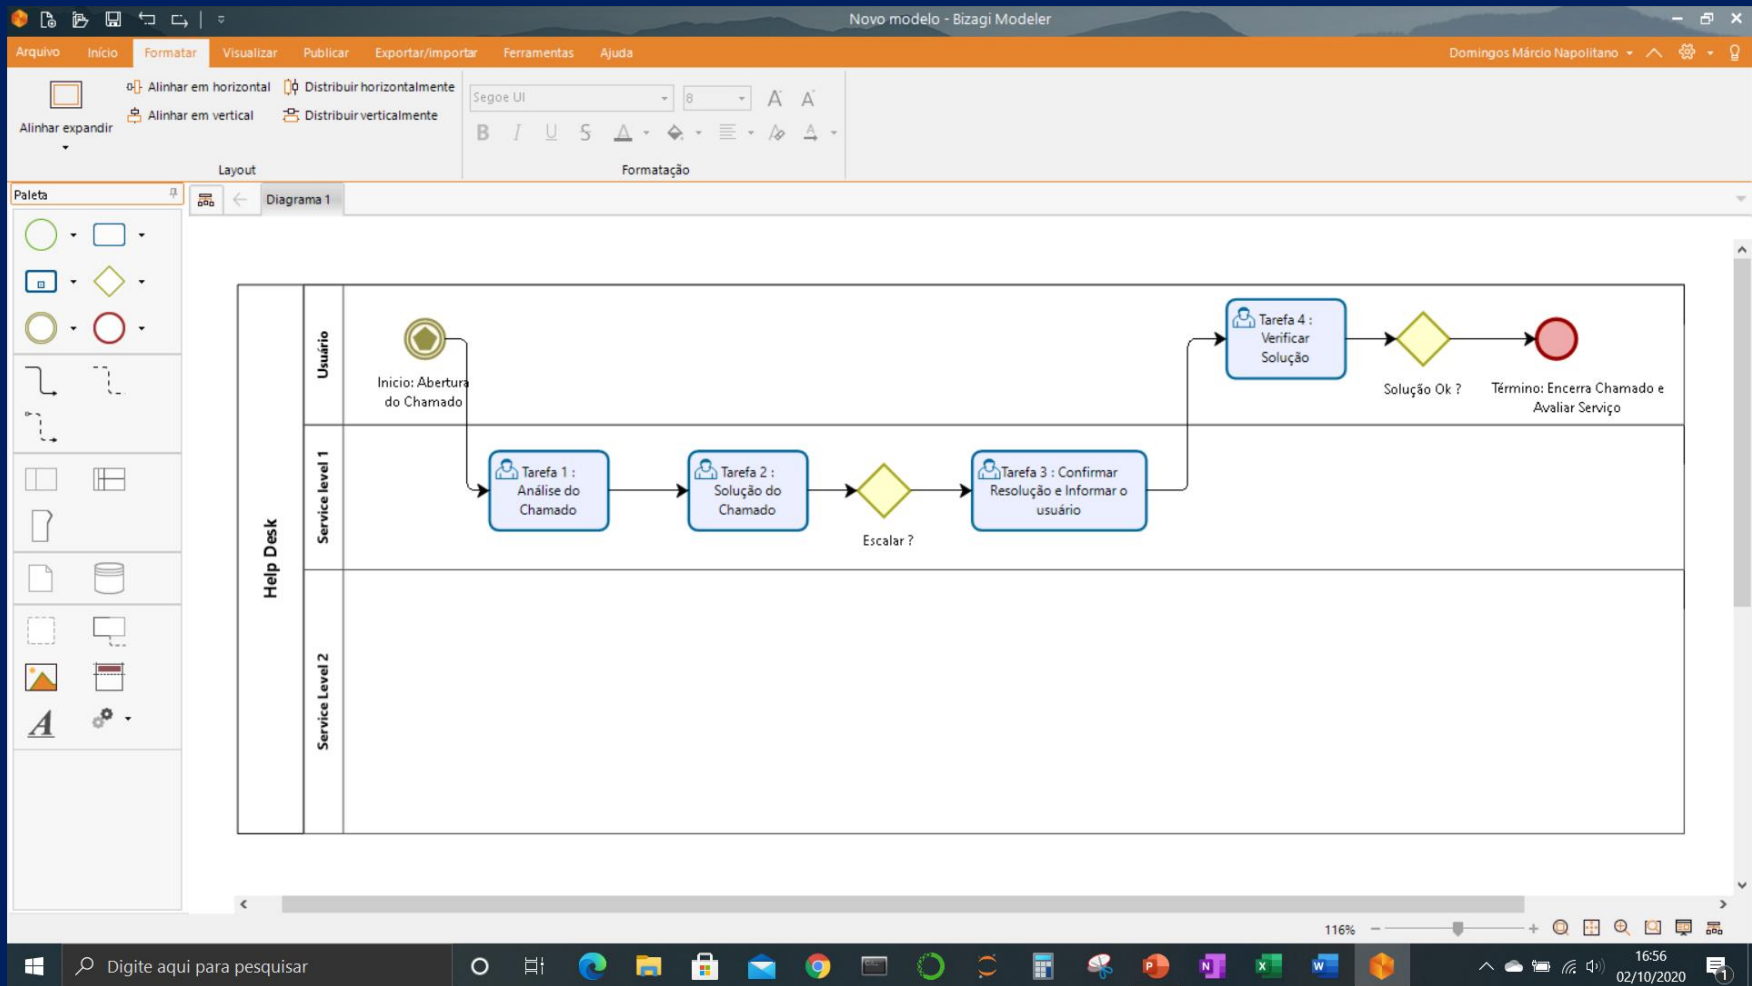 Novo modelo - Bizagi Modeler
Arquivo Início Formatar Visualizar Publicar Exportar/importar Ferramentas Ajuda Domingos Márcio Napolitano
Alinhar expandir
Alinhar em horizontal Distribuir horizontalmente
Alinhar em vertical Distribuir verticalmente
Layout
Segoe UI 8 A A
B I U S A A
Formatação
Paleta
Diagrama 1
A
Help Desk
Usuário
Inicio: Abertura
do Chamado
Tarefa 4 :
Verificar
Solução
Solução Ok ?
Término: Encerra Chamado e
Avaliar Serviço
Service level 1
Tarefa 1 :
Análise do
Chamado
Tarefa 2 :
Solução do
Chamado
Escalar ?
Tarefa 3 : Confirmar
Resolução e Informar o
usuário
Service Level 2
116%
Digite aqui para pesquisar
16:56
02/10/2020
1